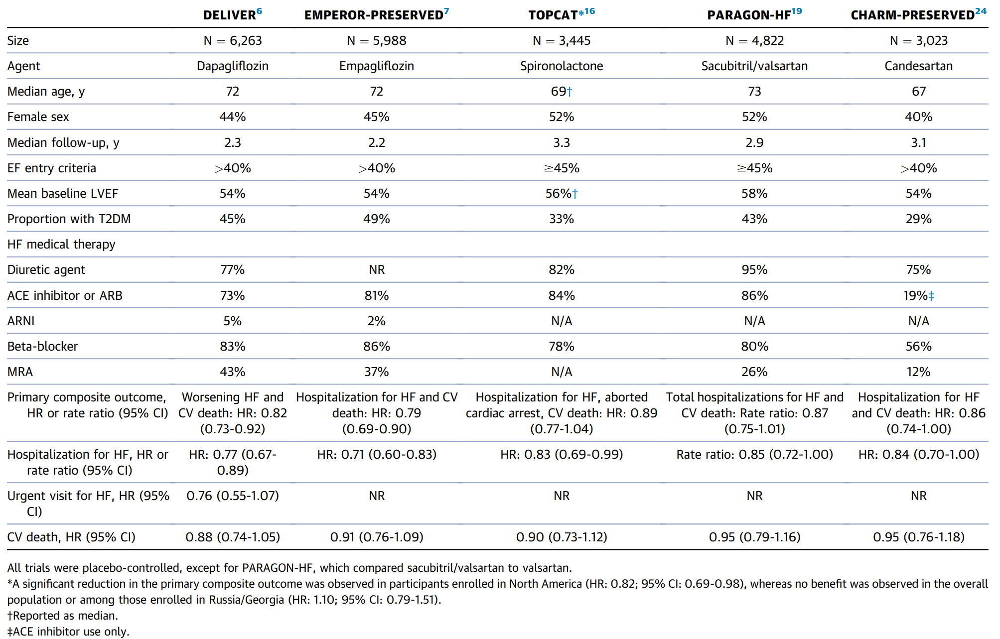 DELIVER6 EMPEROR-PRESERVED7 TOPCAT*16 PARAGON-HF19 CHARM-PRESERVED24
Size N = 6,263 N = 5,988 N = 3,445 N = 4,822 N = 3,023
Agent Dapagliflozin Empagliflozin Spironolactone Sacubitril/valsartan Candesartan
Median age, y 72 72 69† 73 67
Female sex 44% 45% 52% 52% 40%
Median follow-up, y 2.3 2.2 3.3 2.9 3.1
EF entry criteria >40% >40% ≥45% ≥45% >40%
Mean baseline LVEF 54% 54% 56%† 58% 54%
Proportion with T2DM 45% 49% 33% 43% 29%
HF medical therapy
Diuretic agent 77% NR 82% 95% 75%
ACE inhibitor or ARB 73% 81% 84% 86% 19%‡
ARNI 5% 2% N/A N/A N/A
Beta-blocker 83% 86% 78% 80% 56%
MRA 43% 37% N/A 26% 12%
Primary composite outcome, Worsening HF and Hospitalization for HF and CV Hospitalization for HF, aborted Total hospitalizations for HF and Hospitalization for HF
HR or rate ratio (95% CI) CV death: HR: 0.82 death: HR: 0.79 cardiac arrest, CV death: HR: 0.89 CV death: Rate ratio: 0.87 and CV death: HR: 0.86
(0.73-0.92) (0.69-0.90) (0.77-1.04) (0.75-1.01) (0.74-1.00)
Hospitalization for HF, HR or HR: 0.77 (0.67- HR: 0.71 (0.60-0.83) HR: 0.83 (0.69-0.99) Rate ratio: 0.85 (0.72-1.00) HR: 0.84 (0.70-1.00)
rate ratio (95% CI) 0.89)
Urgent visit for HF, HR (95% 0.76 (0.55-1.07) NR NR NR NR
CI)
CV death, HR (95% CI) 0.88 (0.74-1.05) 0.91 (0.76-1.09) 0.90 (0.73-1.12) 0.95 (0.79-1.16) 0.95 (0.76-1.18)
All trials were placebo-controlled, except for PARAGON-HF, which compared sacubitril/valsartan to valsartan.
*A significant reduction in the primary composite outcome was observed in participants enrolled in North America (HR: 0.82; 95% CI: 0.69-0.98), whereas no benefit was observed in the overall
population or among those enrolled in Russia/Georgia (HR: 1.10; 95% CI: 0.79-1.51).
†Reported as median.
‡ACE inhibitor use only.